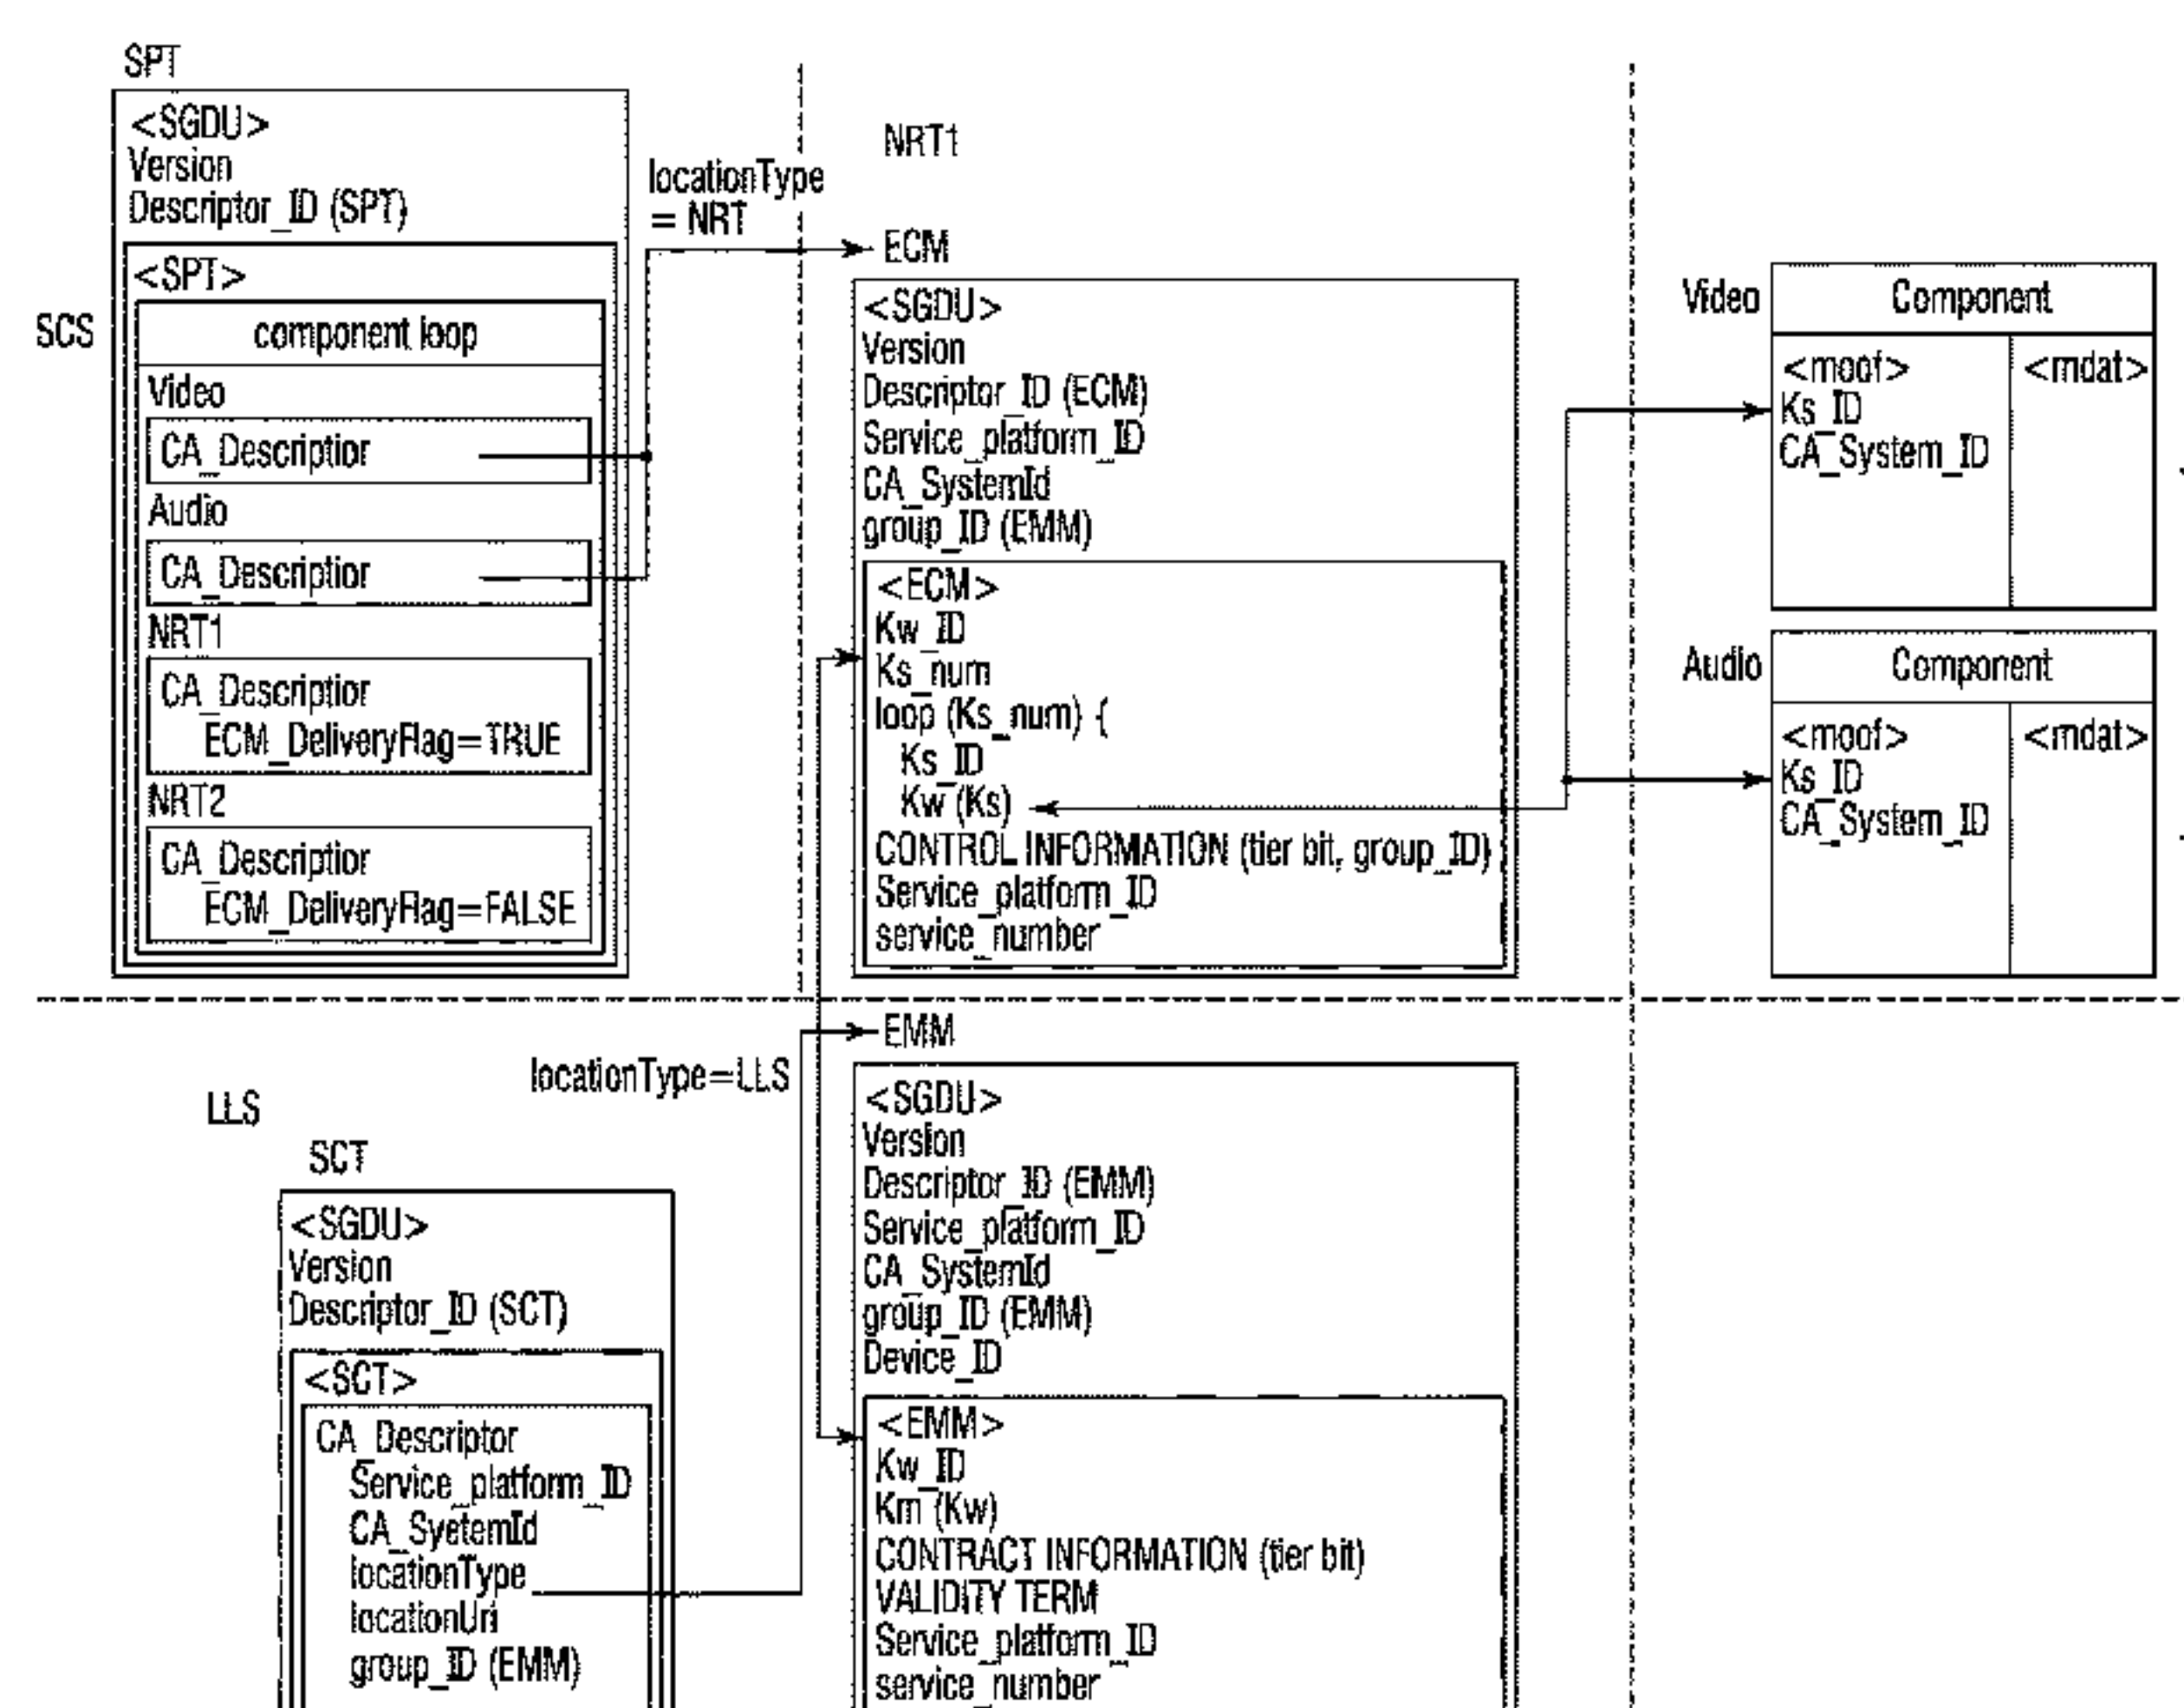 SPT
<SGDU>
Version
Descriptor_ID (SPT)
<SPT>
SCS
component loop
Video
CA_Descriptior
Audio
CA_Descriptior
NRT1
CA_Descriptior
ECM_DeliveryFlag=TRUE
NRT2
CA_Descriptior
ECM_DeliveryFlag=FALSE
locationType
= NRT
NRT1
ECM
<SGDU>
Version
Descriptor_ID (ECM)
Service_platform_ID
CA_SystemId
group_ID (EMM)
<ECM>
Kw_ID
Ks_num
loop (Ks_num) {
Ks_ID
Kw (Ks)
CONTROL INFORMATION (tier bit, group_ID)
Service_platform_ID
service_number
Video
Component
<moof>
Ks_ID
CA_System_ID
<mdat>
Audio
Component
<moof>
Ks_ID
CA_System_ID
<mdat>
LLS
SCT
<SGDU>
Version
Descriptor_ID (SCT)
<SCT>
CA_Descriptor
Service_platform_ID
CA_SyetemId
locationType
locationUri
group_ID (EMM)
locationType=LLS
EMM
<SGDU>
Version
Descriptor_ID (EMM)
Service_platform_ID
CA_SystemId
group_ID (EMM)
Device_ID
<EMM>
Kw_ID
Km (Kw)
CONTRACT INFORMATION (tier bit)
VALIDITY TERM
Service_platform_ID
service_number